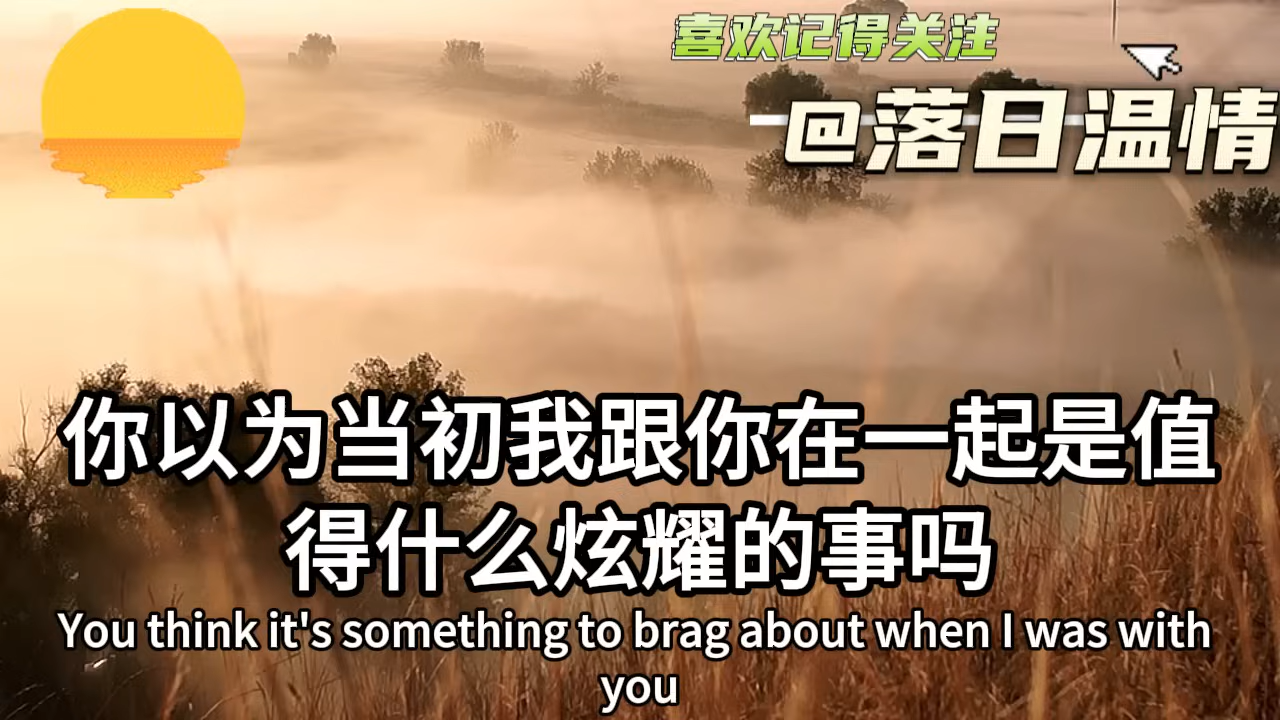 喜欢记得关注
@落日温情
你以为当初我跟你在一起是值
得什么炫耀的事吗
You think it's something to brag about when I was with
you